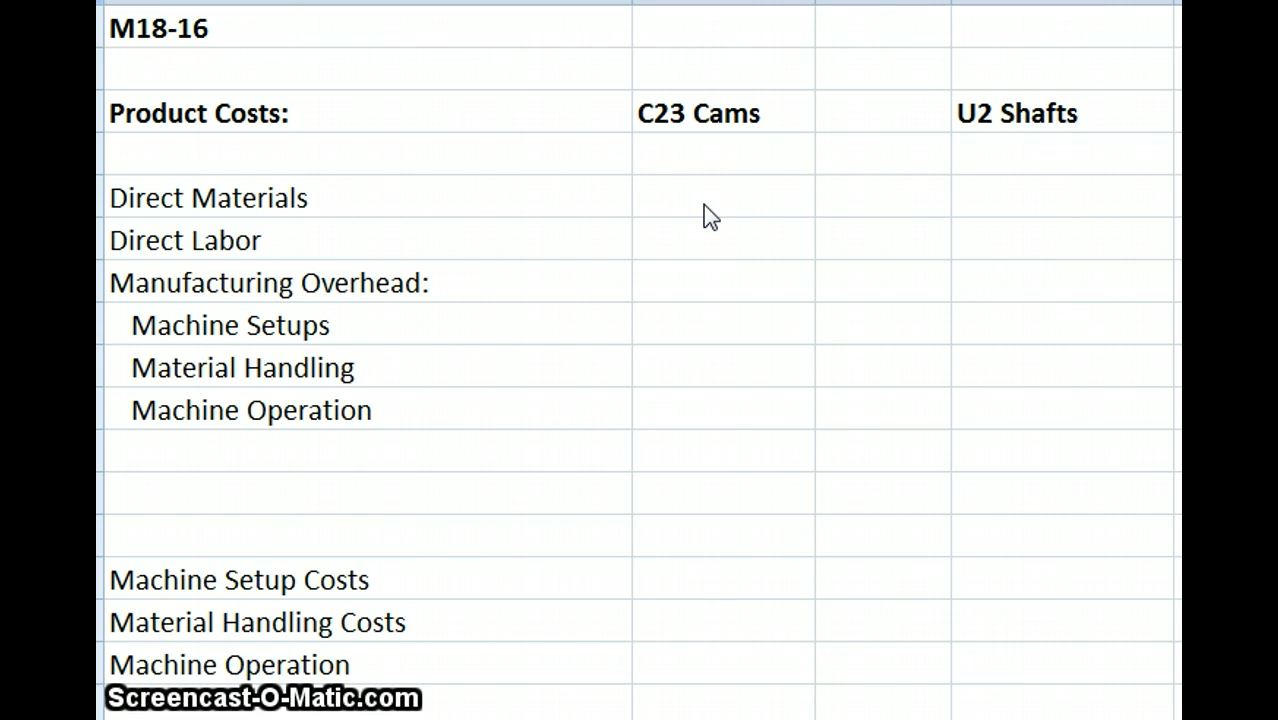 M18-16
Product Costs: C23 Cams U2 Shafts
Direct Materials
Direct Labor
Manufacturing Overhead:
Machine Setups
Material Handling
Machine Operation
Machine Setup Costs
Material Handling Costs
Machine Operation
Screencast-O-Matic.com